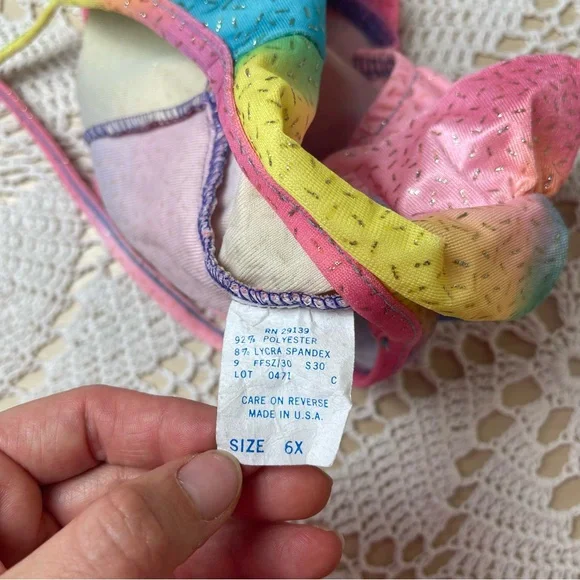 RN 29139
92% POLYESTER
8% LYCRA SPANDEX
9 FFSZ/30 S30
LOT 0471 C
CARE ON REVERSE
MADE IN U.S.A.
SIZE 6X